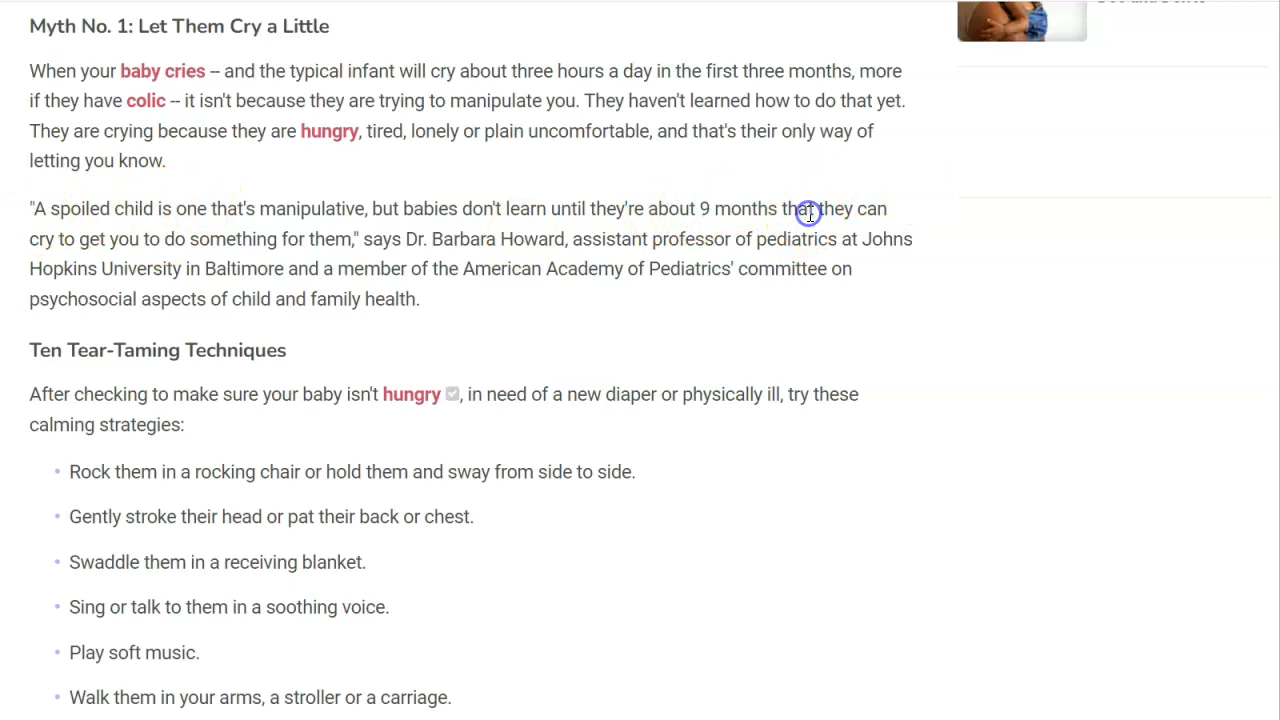 Myth No. 1: Let Them Cry a Little
When your baby cries -- and the typical infant will cry about three hours a day in the first three months, more
if they have colic -- it isn't because they are trying to manipulate you. They haven't learned how to do that yet.
They are crying because they are hungry, tired, lonely or plain uncomfortable, and that's their only way of
letting you know.
"A spoiled child is one that's manipulative, but babies don't learn until they're about 9 months that they can
cry to get you to do something for them," says Dr. Barbara Howard, assistant professor of pediatrics at Johns
Hopkins University in Baltimore and a member of the American Academy of Pediatrics' committee on
psychosocial aspects of child and family health.
Ten Tear-Taming Techniques
After checking to make sure your baby isn't hungry , in need of a new diaper or physically ill, try these
calming strategies:
• Rock them in a rocking chair or hold them and sway from side to side.
• Gently stroke their head or pat their back or chest.
• Swaddle them in a receiving blanket.
• Sing or talk to them in a soothing voice.
• Play soft music.
• Walk them in your arms, a stroller or a carriage.